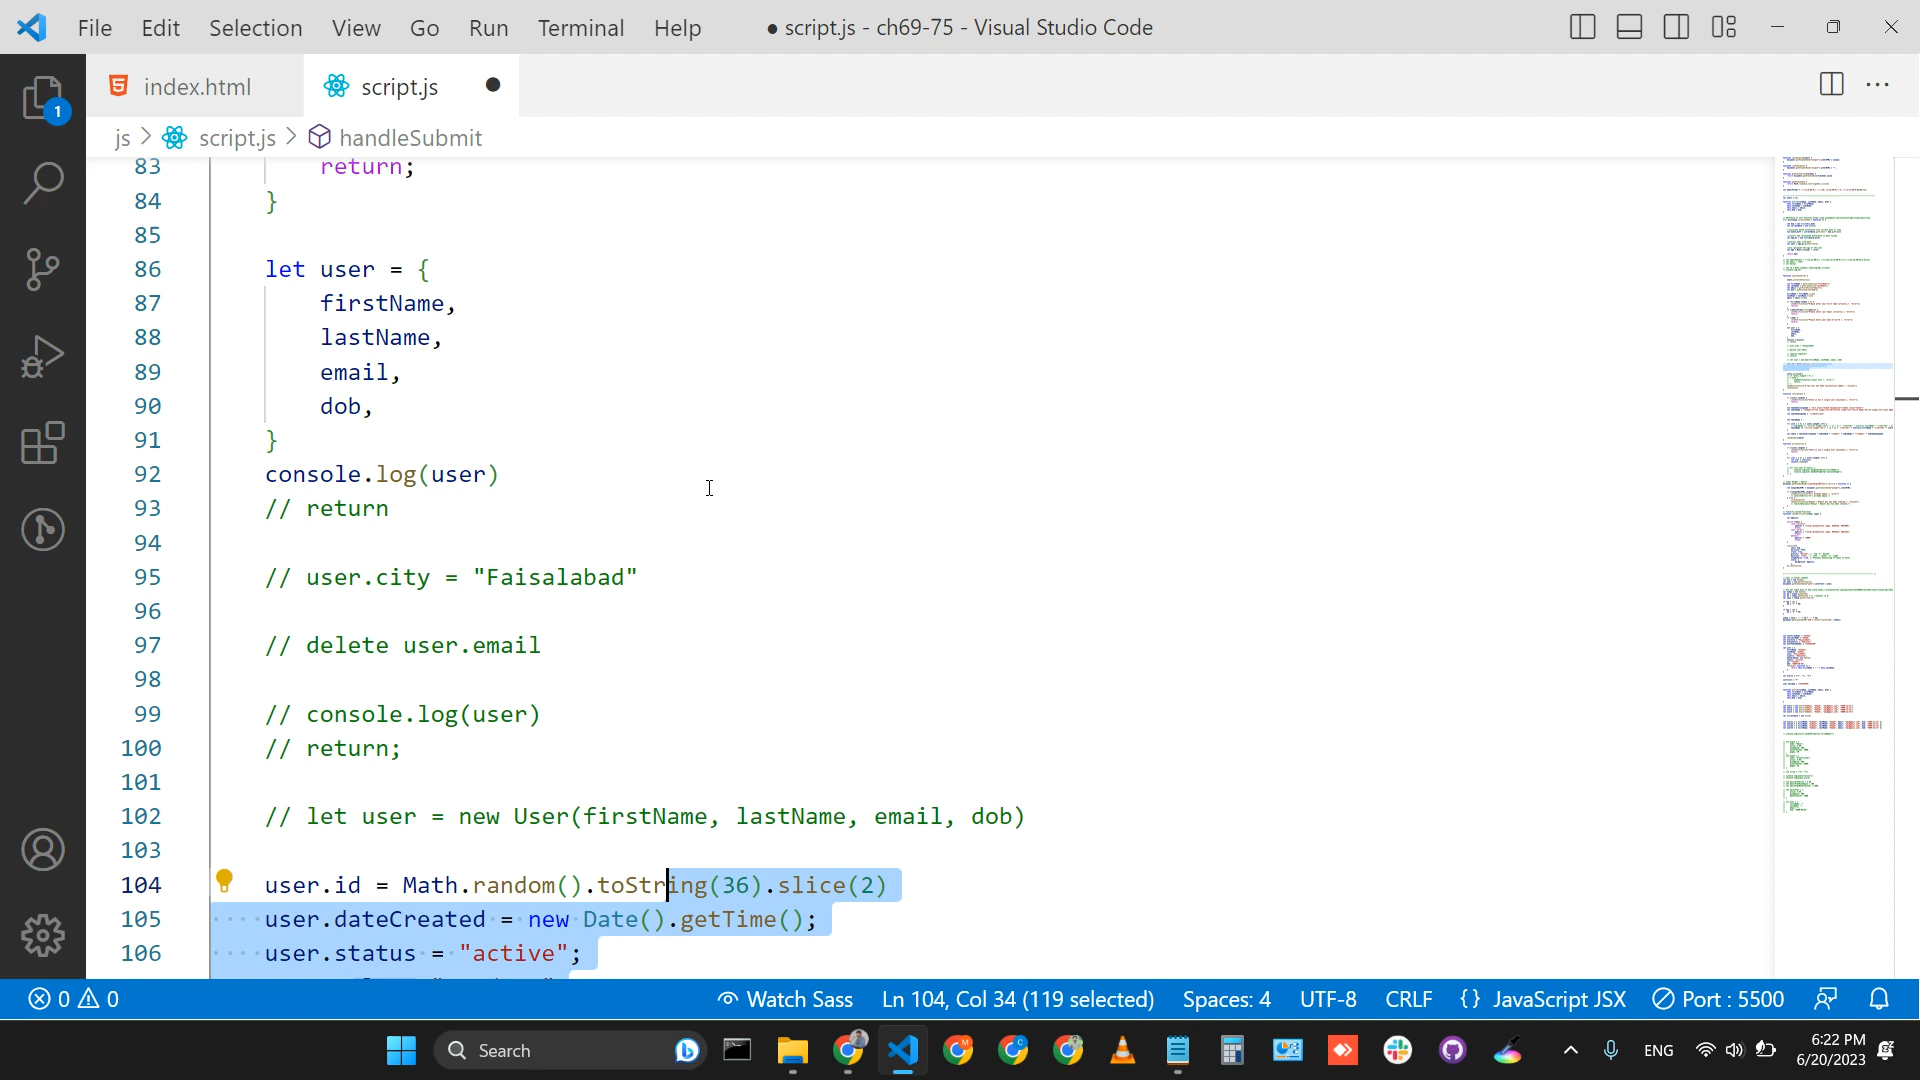 File Edit Selection View Go Run Terminal Help ● script.js - ch69-75 - Visual Studio Code
index.html script.js
js > script.js > handleSubmit
1
83 return;
84 }
85
86 let user = {
87 firstName,
88 lastName,
89 email,
90 dob,
91 }
92 console.log(user)
93 // return
94
95 // user.city = "Faisalabad"
96
97 // delete user.email
98
99 // console.log(user)
100 // return;
101
102 // let user = new User(firstName, lastName, email, dob)
103
104 user.id = Math.random().toString(36).slice(2)
105 user.dateCreated = new Date().getTime();
106 user.status = "active";
0 0 Watch Sass Ln 104, Col 34 (119 selected) Spaces: 4 UTF-8 CRLF {} JavaScript JSX Port : 5500
Search ENG 6:22 PM
6/20/2023